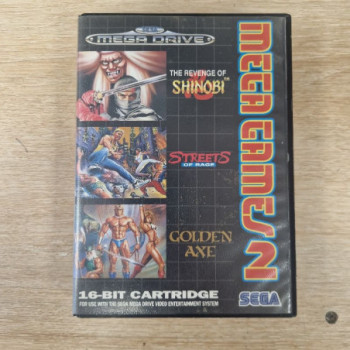 SEGA
MEGA DRIVE
MEGA GAMES 2
THE REVENGE OF
SHINOBI
STREETS
OF RAGE
GOLDEN
AXE
16-BIT CARTRIDGE
FOR USE WITH THE SEGA MEGA DRIVE VIDEO ENTERTAINMENT SYSTEM
SEGA